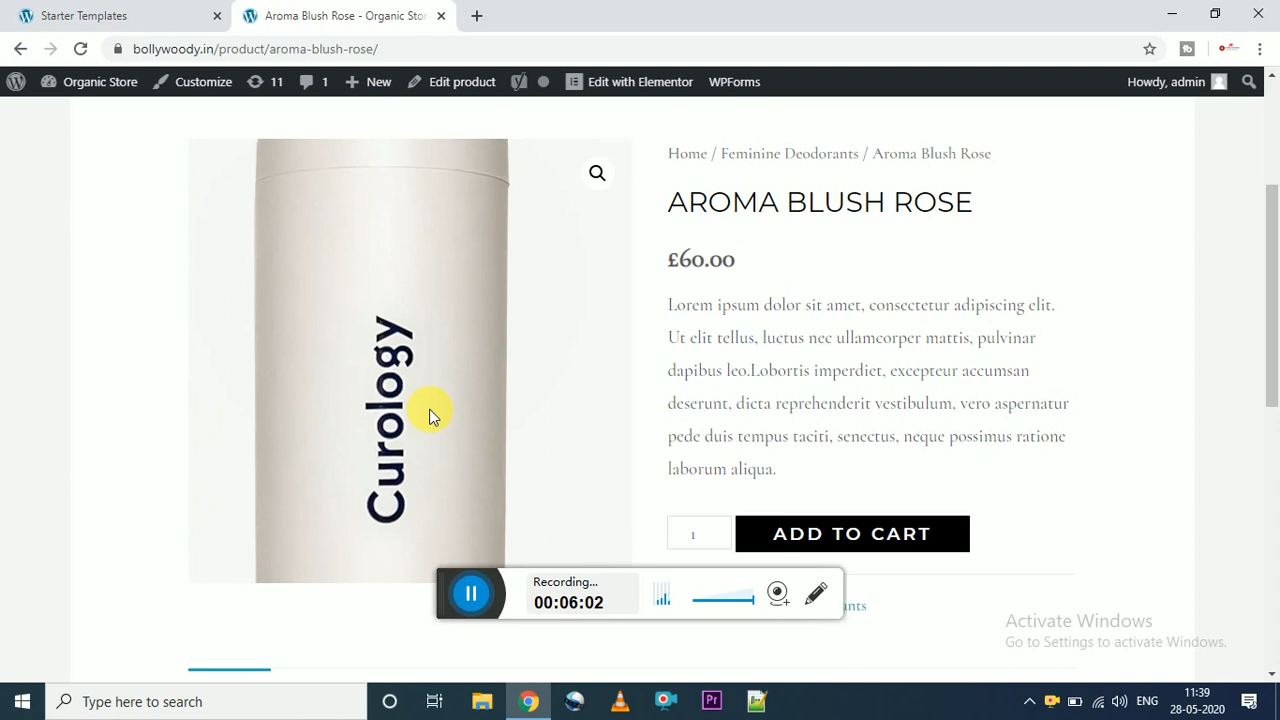 Starter Templates
Aroma Blush Rose - Organic Stor
bollywoody.in/product/aroma-blush-rose/
Organic Store
Customize
11
1
New
Edit product
Edit with Elementor
WPForms
Howdy, admin
Home / Feminine Deodorants / Aroma Blush Rose
AROMA BLUSH ROSE
£60.00
Lorem ipsum dolor sit amet, consectetur adipiscing elit.
Ut elit tellus, luctus nec ullamcorper mattis, pulvinar
dapibus leo.Lobortis imperdiet, excepteur accumsan
deserunt, dicta reprehenderit vestibulum, vero aspernatur
pede duis tempus taciti, senectus, neque possimus ratione
laborum aliqua.
Curology
1
ADD TO CART
Recording...
00:06:02
ants
Activate Windows
Go to Settings to activate Windows.
Type here to search
Pr
ENG
11:39
28-05-2020